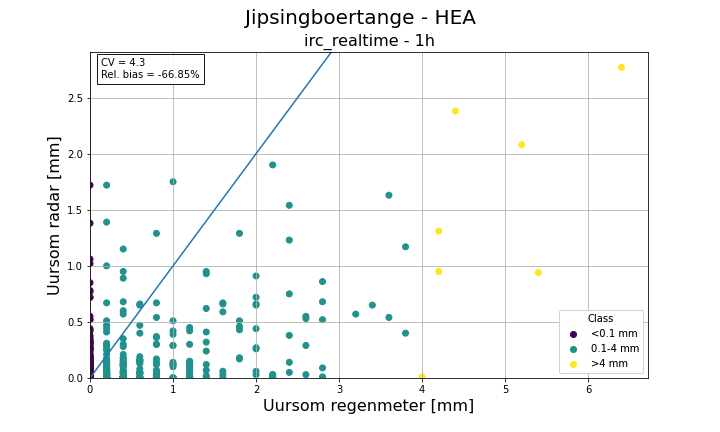 Jipsingboertange - HEA
irc_realtime - 1h
CV = 4.3
Rel. bias = -66.85%
Uursom radar [mm]
2.5
2.0
1.5
1.0
0.5
0.0
0
1
2
3
4
5
6
Uursom regenmeter [mm]
Class
<0.1 mm
0.1-4 mm
>4 mm